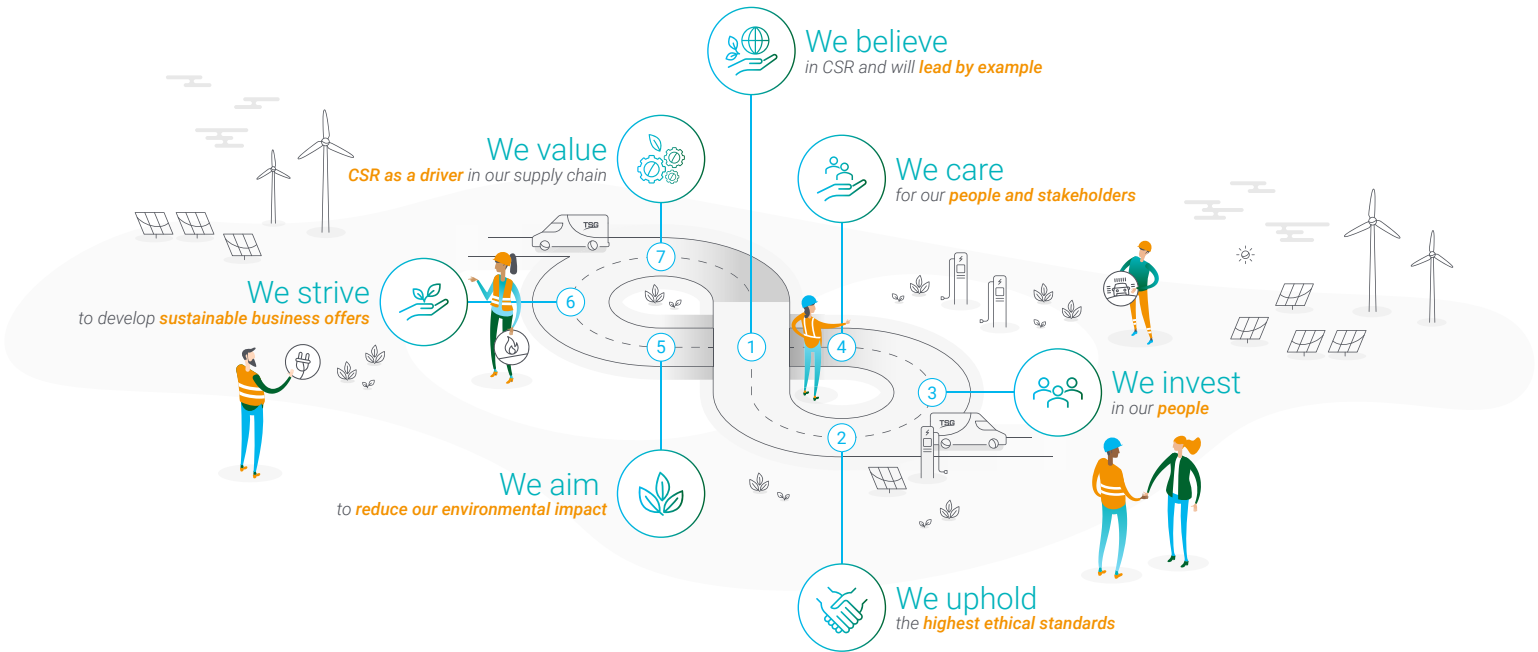 We believe
in CSR and will lead by example
We value
CSR as a driver in our supply chain
We care
for our people and stakeholders
TSG
7
We strive
to develop sustainable business offers
6
5
1
4
We invest
in our people
3
TSG
2
We aim
to reduce our environmental impact
We uphold
the highest ethical standards